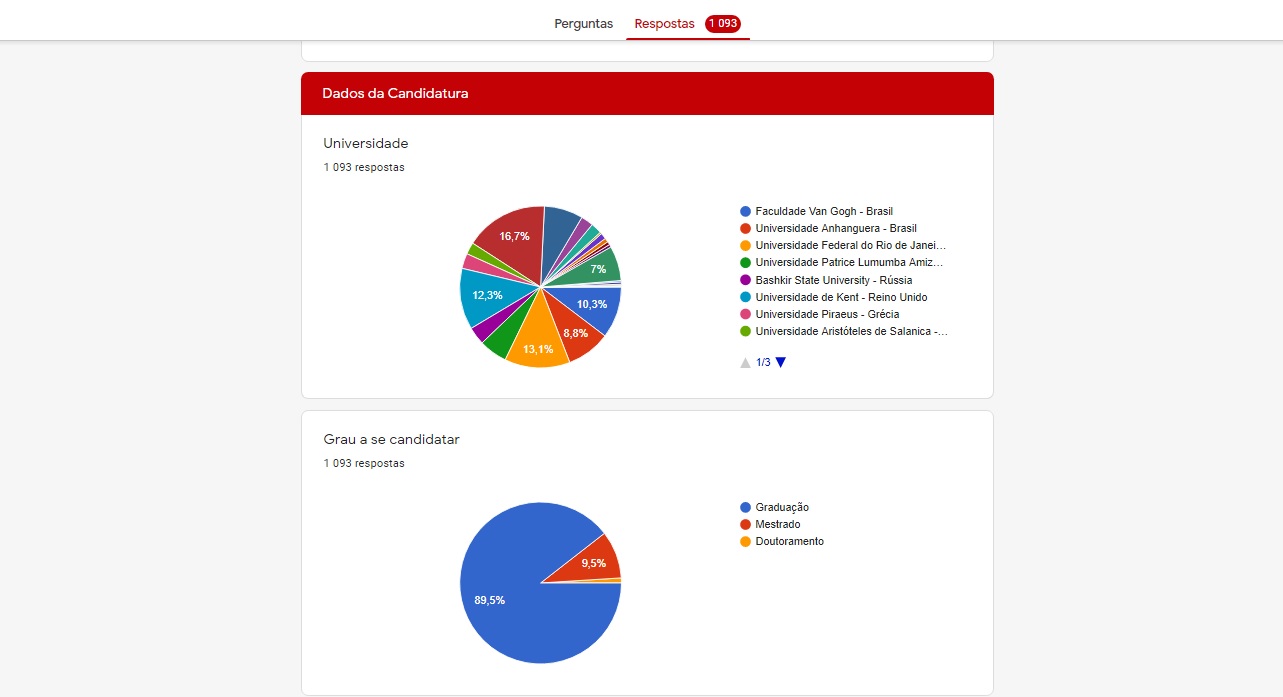 Perguntas Respostas 1 093
Dados da Candidatura
Universidade
1 093 respostas
16,7%
7%
12,3%
10,3%
8,8%
13,1%
Faculdade Van Gogh - Brasil
Universidade Anhanguera - Brasil
Universidade Federal do Rio de Janei...
Universidade Patrice Lumumba Amiz...
Bashkir State University - Rússia
Universidade de Kent - Reino Unido
Universidade Piraeus - Grécia
Universidade Aristóteles de Salanica -...
1/3
Grau a se candidatar
1 093 respostas
9,5%
89,5%
Graduação
Mestrado
Doutoramento